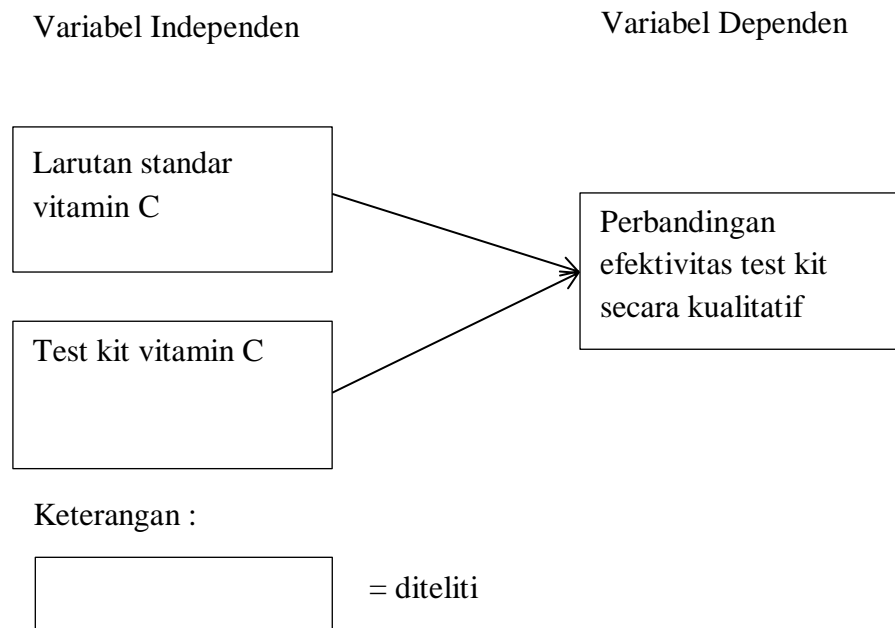 Variabel Independen
Variabel Dependen
Larutan standar
vitamin C
Perbandingan
efektivitas test kit
secara kualitatif
Test kit vitamin C
Keterangan :
= diteliti